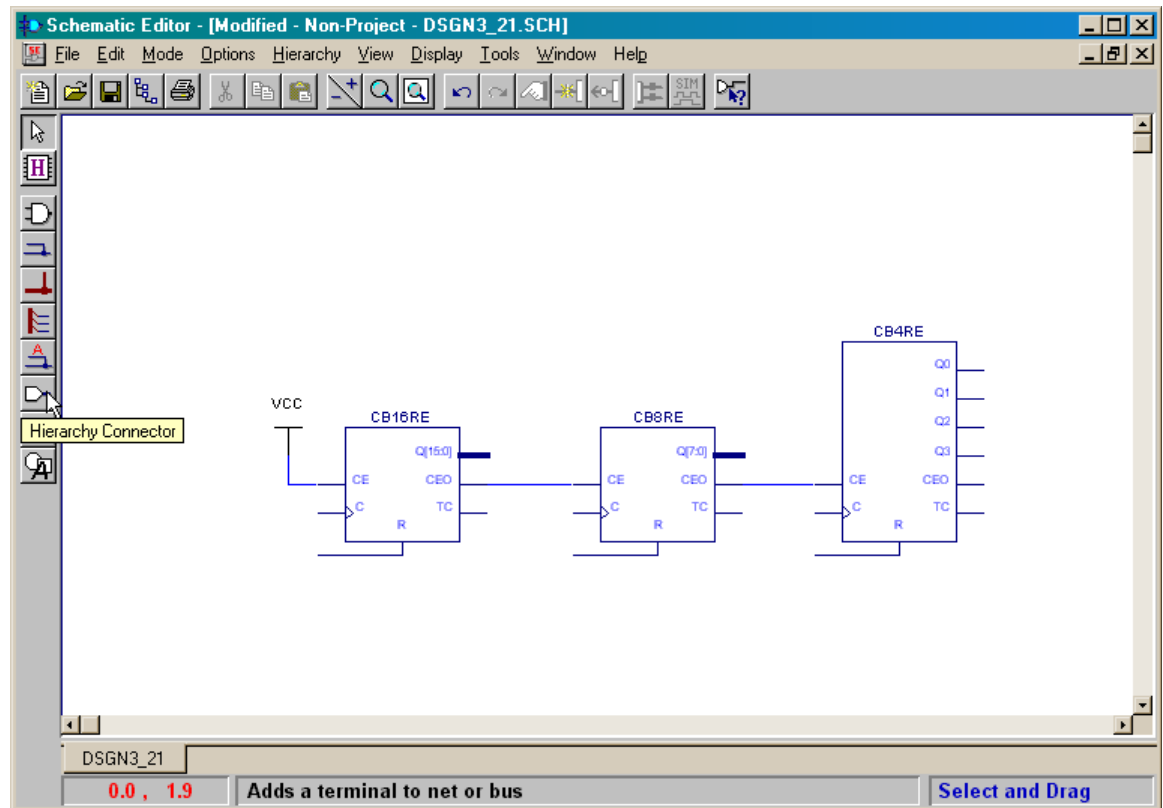 Schematic Editor - [Modified - Non-Project - DSGN3_21.SCH]
File Edit Mode Options Hierarchy View Display Tools Window Help
SIM
H
A
Hierarchy Connector
A
VCC
CB16RE
Q[15:0]
CE CEO
C TC
R
CB8RE
Q[7:0]
CE CEO
C TC
R
CB4RE
Q0
Q1
Q2
Q3
CE CEO
C TC
R
DSGN3_21
0.0 , 1.9 Adds a terminal to net or bus Select and Drag